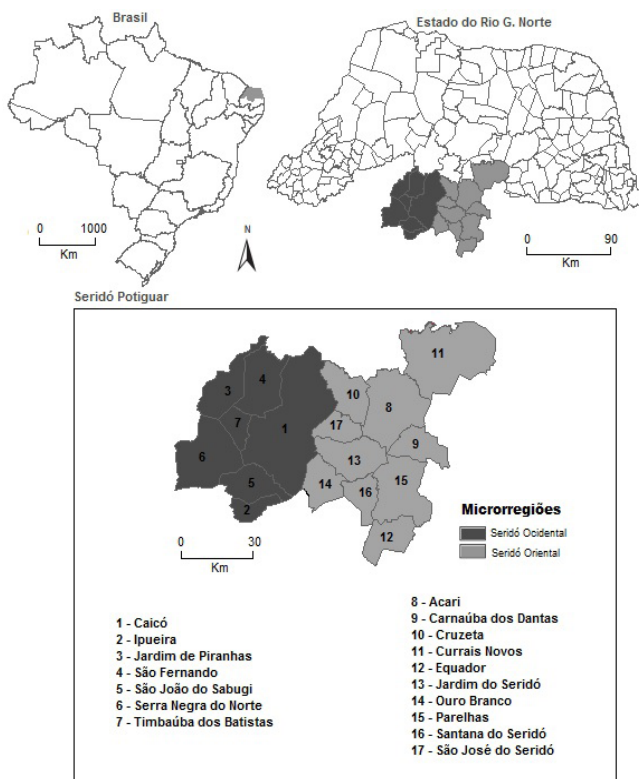 Brasil
Estado do Rio G. Norte
N
0 1000
Km
0 90
Km
Seridó Potiguar
11
3
4
10
8
7
1
17
9
6
13
5
14
16
15
2
12
0 30
Km
Microrregiões
Seridó Ocidental
Seridó Oriental
1 - Caicó
2 - Ipueira
3 - Jardim de Piranhas
4 - São Fernando
5 - São João do Sabugi
6 - Serra Negra do Norte
7 - Timbaúba dos Batistas
8 - Acari
9 - Carnaúba dos Dantas
10 - Cruzeta
11 - Currais Novos
12 - Equador
13 - Jardim do Seridó
14 - Ouro Branco
15 - Parelhas
16 - Santana do Seridó
17 - São José do Seridó